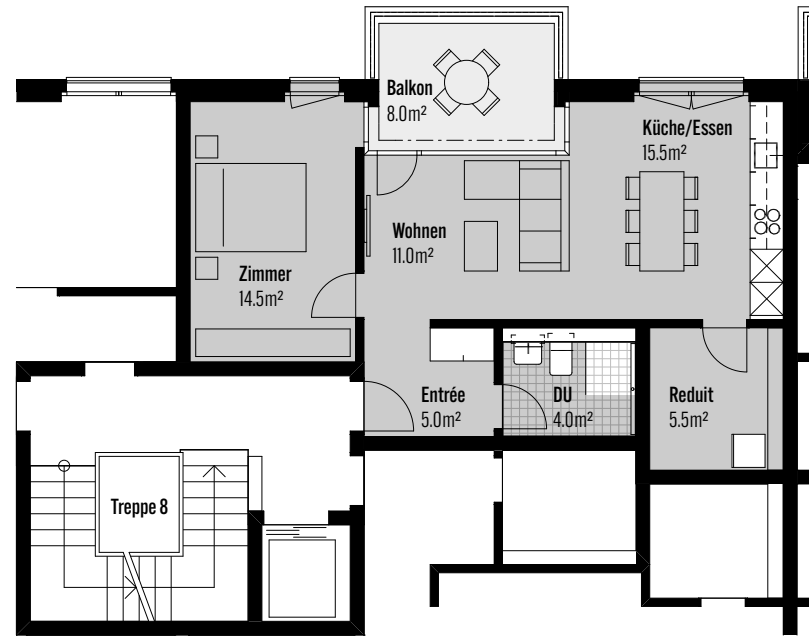 Balkon
8.0m²
Küche/Essen
15.5m²
Wohnen
11.0m²
Zimmer
14.5m²
Entrée
5.0m²
DU
4.0m²
Reduit
5.5m²
Treppe 8